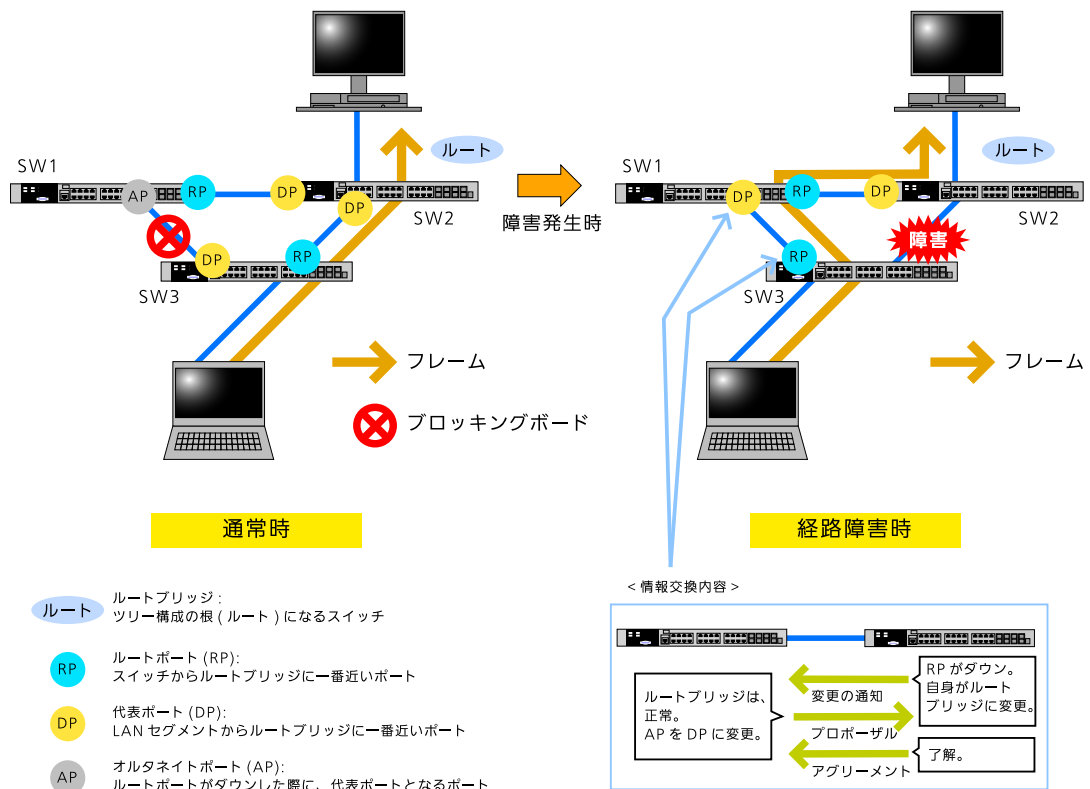 SW1
AP
RP
DP
ルート
DP
SW2
DP
RP
SW3
フレーム
ブロッキングボード
通常時
障害発生時
SW1
DP
RP
DP
ルート
SW2
障害
RP
SW3
フレーム
経路障害時
ルート
ルートブリッジ :
ツリー構成の根 ( ルート ) になるスイッチ
RP
ルートポート (RP):
スイッチからルートブリッジに一番近いポート
DP
代表ポート (DP):
LAN セグメントからルートブリッジに一番近いポート
AP
オルタネイトポート (AP):
ルートポートがダウンした際に、代表ポートとなるポート
< 情報交換内容 >
ルートブリッジは、
正常。
AP を DP に変更。
変更の通知
プロポーザル
アグリーメント
RP がダウン。
自身がルート
ブリッジに変更。
了解。